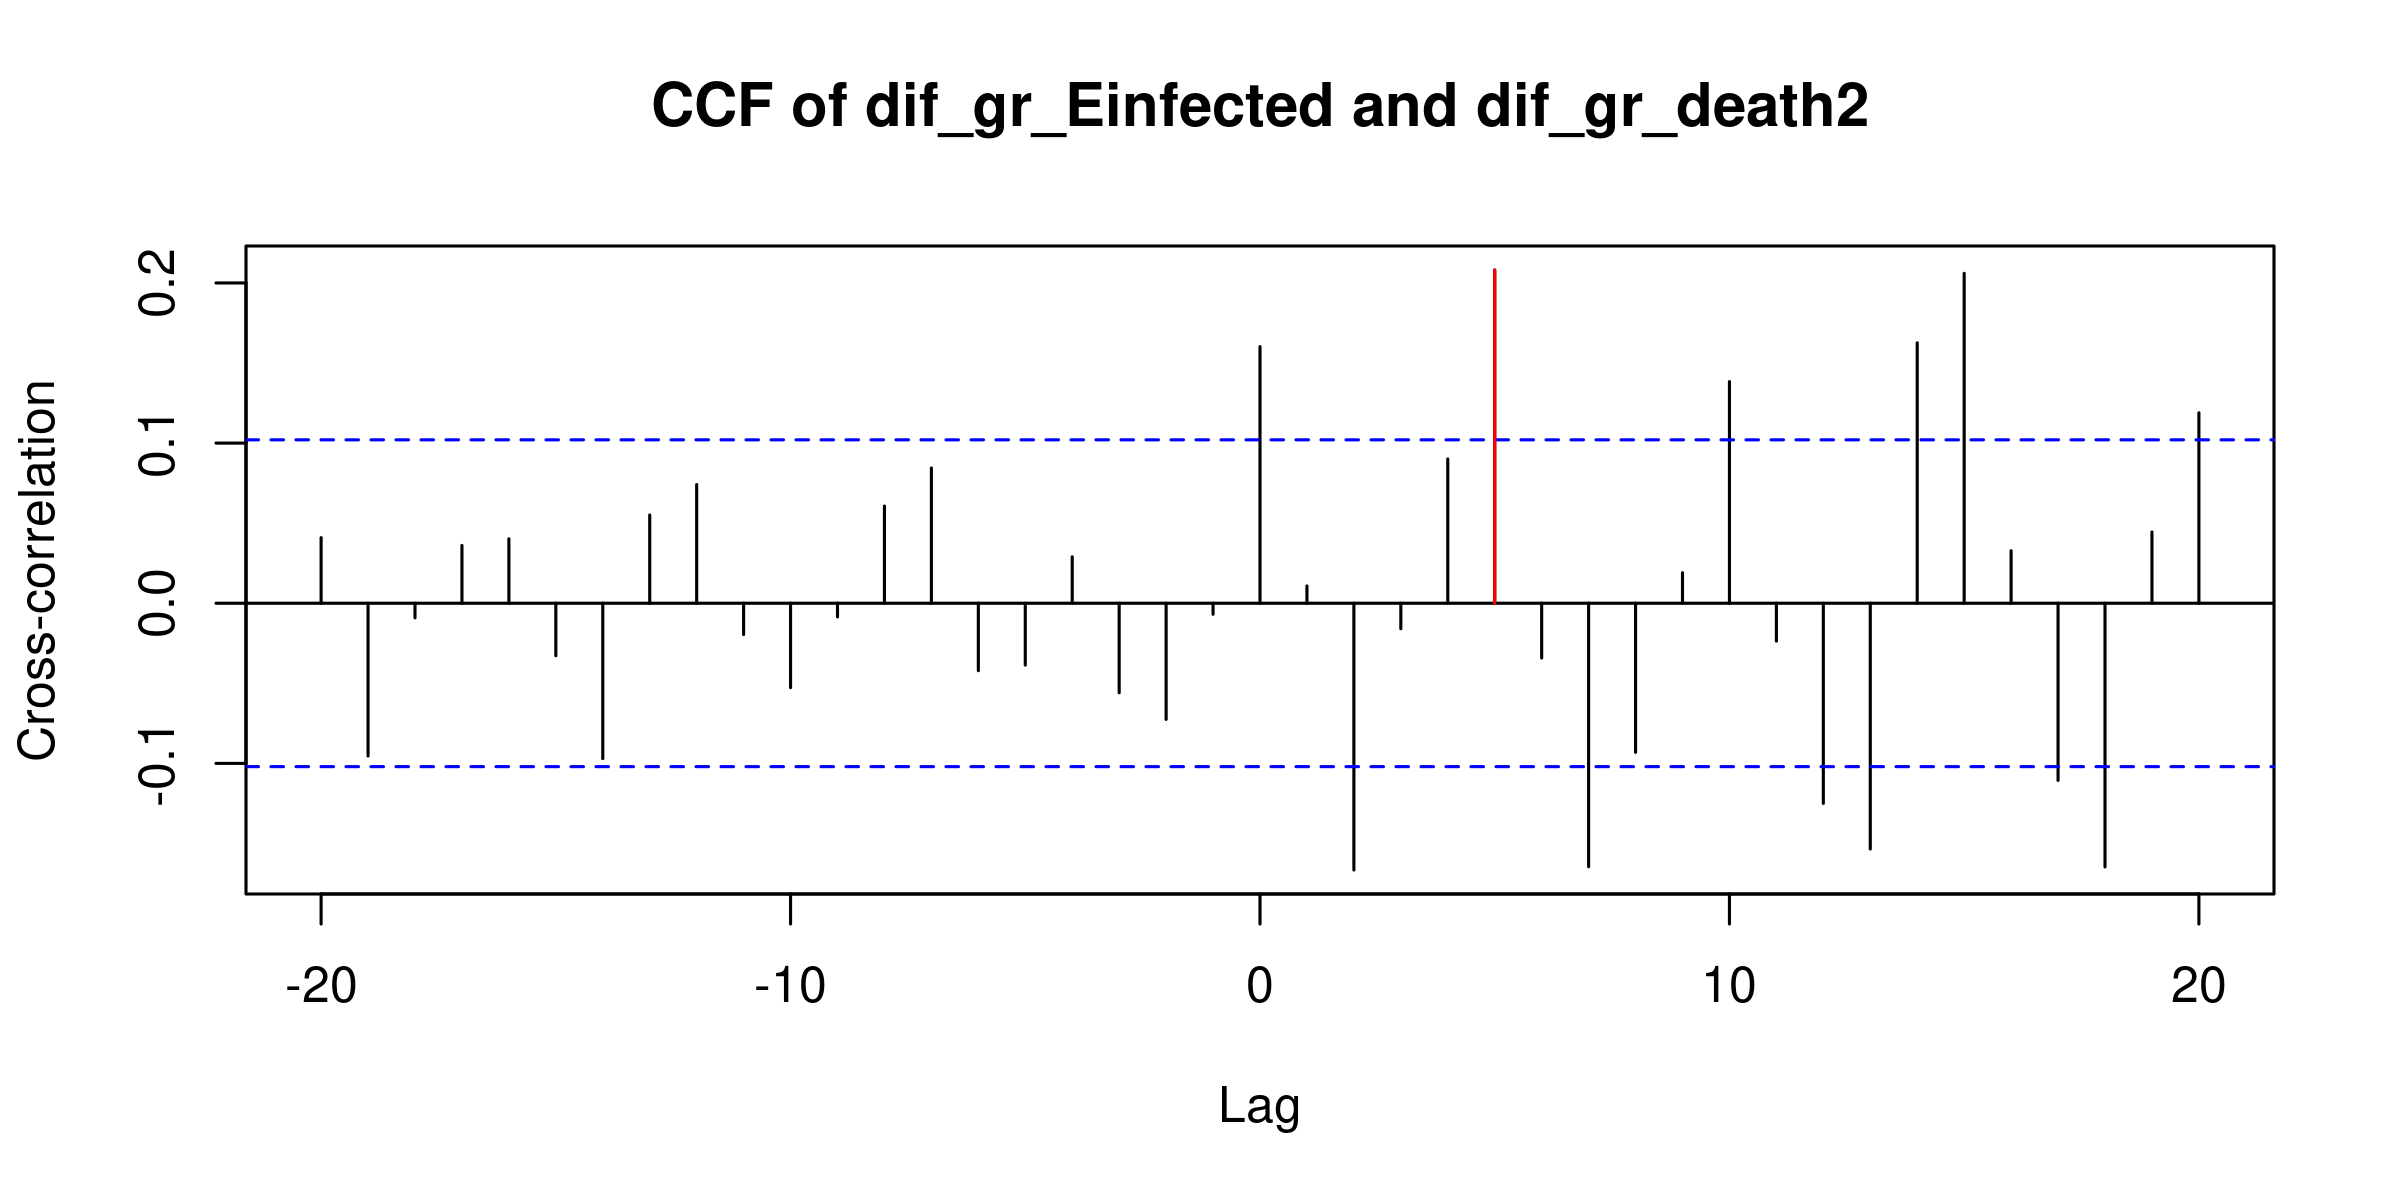 CCF of dif_gr_Einfected and dif_gr_death2
Cross-correlation
0.2
0.1
0.0
-0.1
-20 -10 0 10 20
Lag